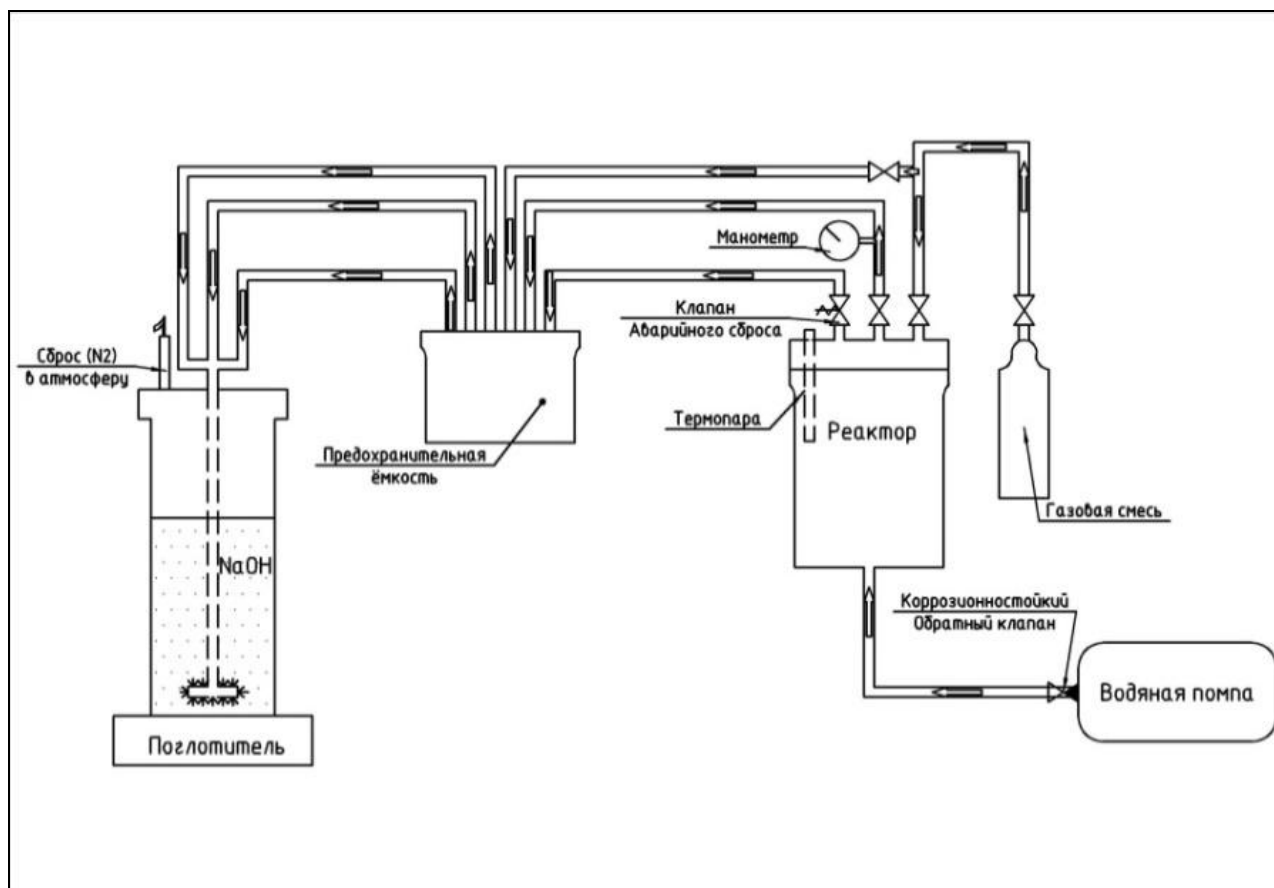 Манометр
Клапан
Аварийного сброса
Сброс (N2)
в атмосферу
Термопара
Реактор
Предохранительная
ёмкость
Газовая смесь
NaOH
Коррозионностойкий
Обратный клапан
Водяная помпа
Поглотитель